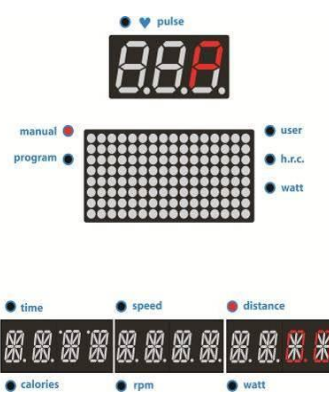 pulse
manual
user
program
h.r.c.
watt
time
speed
distance
calories
rpm
watt